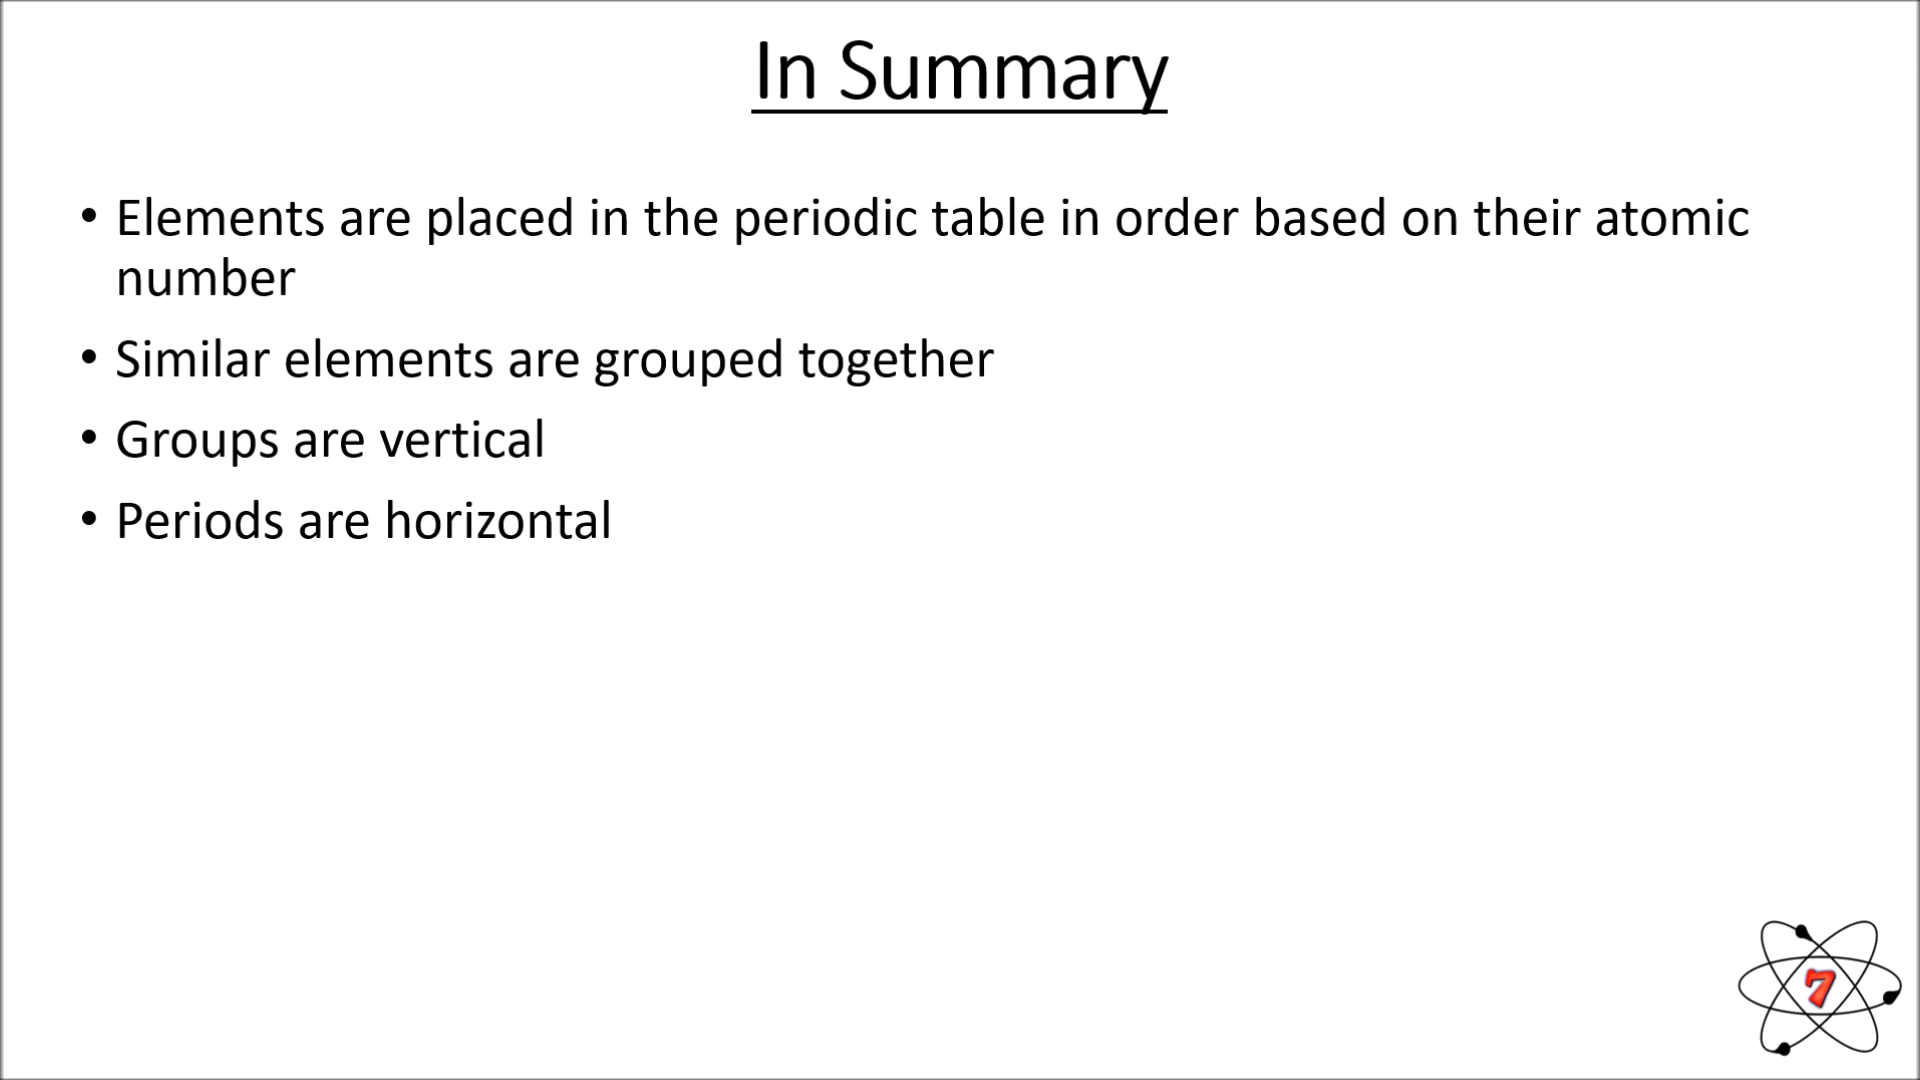 In Summary
• Elements are placed in the periodic table in order based on their atomic
number
• Similar elements are grouped together
• Groups are vertical
• Periods are horizontal
7